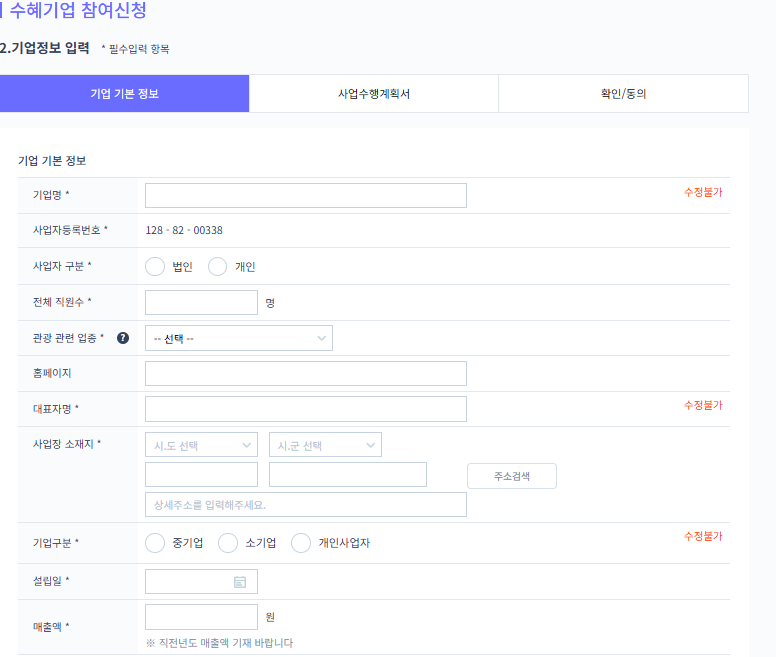 수혜기업 참여신청
2.기업정보 입력 * 필수입력 항목
기업 기본 정보 사업수행계획서 확인/동의
기업 기본 정보
기업명 * 수정불가
사업자등록번호 * 128 - 82 - 00338
사업자 구분 * 법인 개인
전체 직원수 * 명
관광 관련 업종 * ? -- 선택 --
홈페이지
대표자명 * 수정불가
사업장 소재지 * 시.도 선택 시.군 선택
주소검색
상세주소를 입력해주세요.
기업구분 * 중기업 소기업 개인사업자 수정불가
설립일 *
매출액 * 원
※ 직전년도 매출액 기재 바랍니다